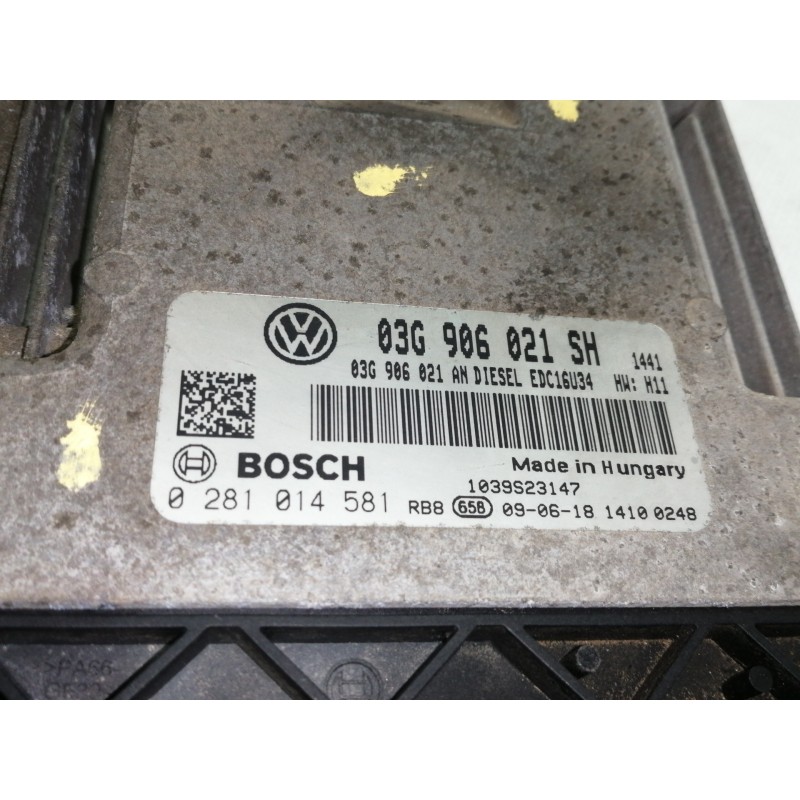 03G 906 021 SH 1441
03G 906 021 AN DIESEL EDC16U34 HW: H11
BOSCH Made in Hungary
1039S23147
0 281 014 581 RB8 658 09-06-18 1410 0248
>PA66-